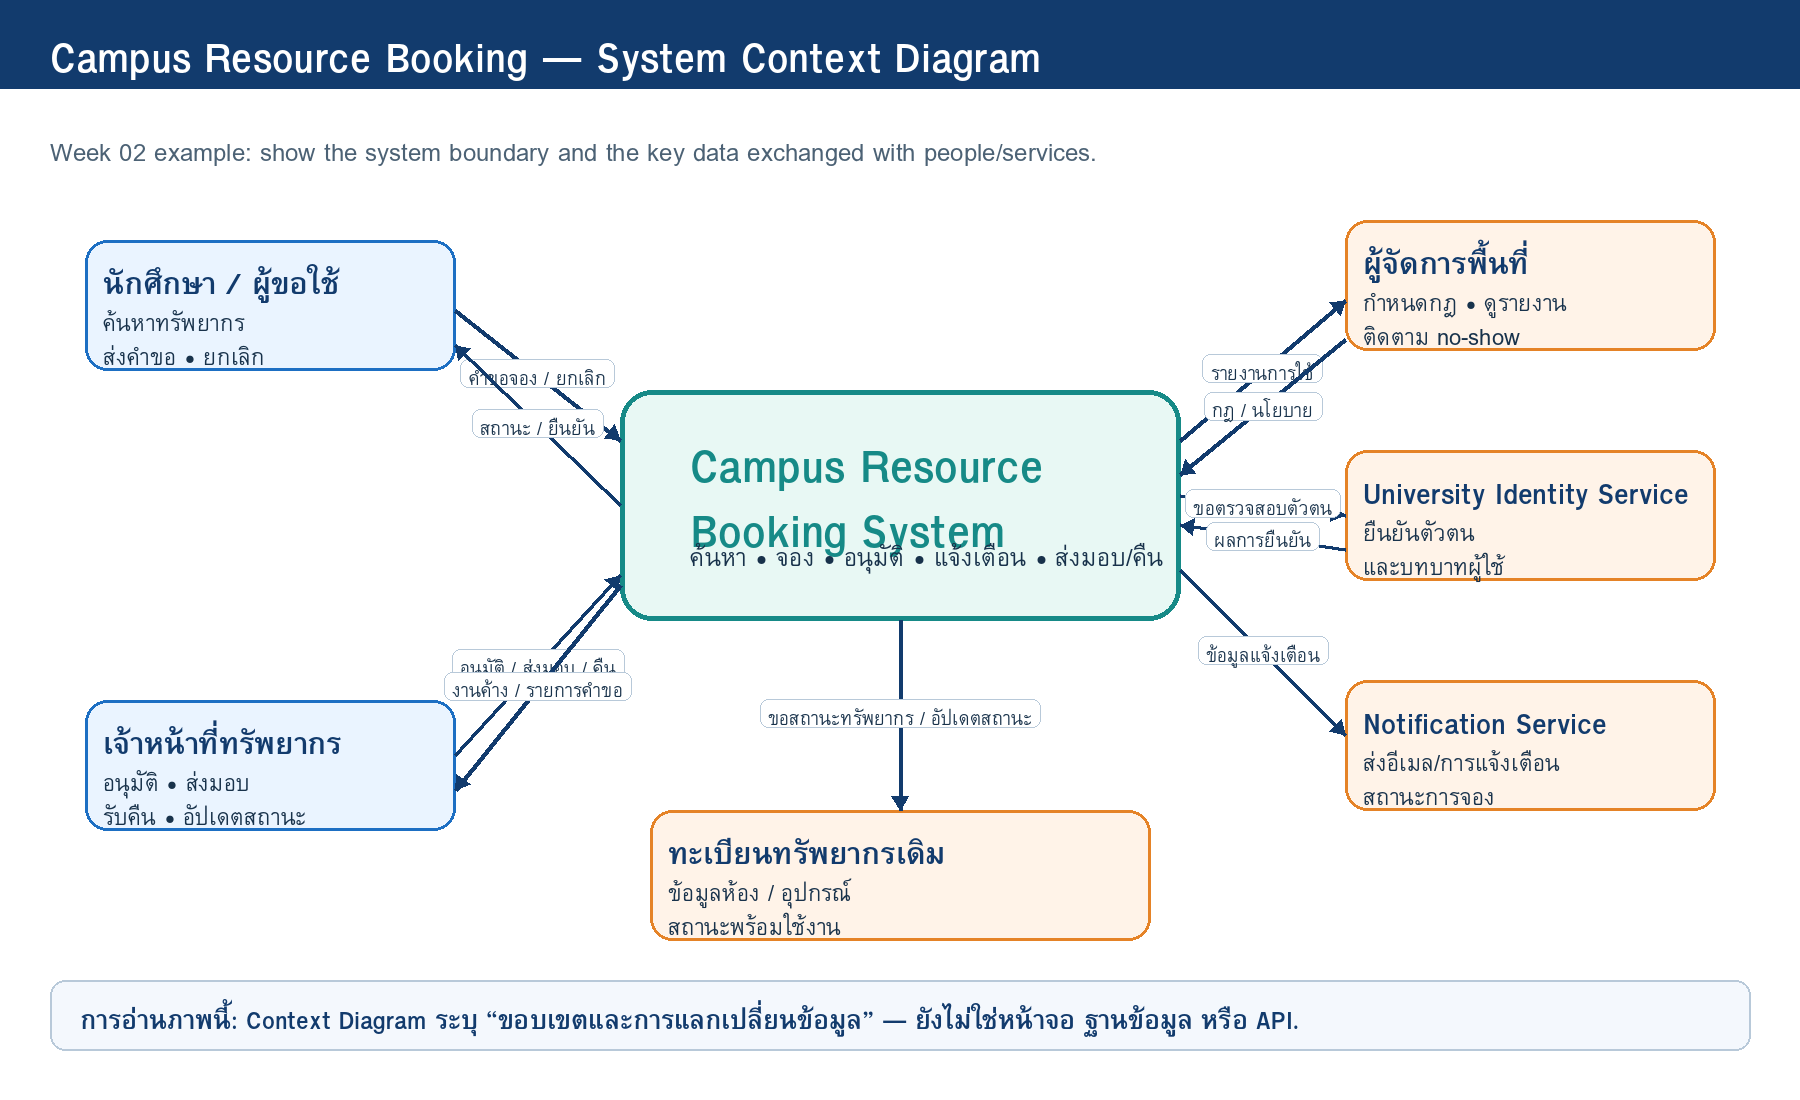 Campus Resource Booking — System Context Diagram
Week 02 example: show the system boundary and the key data exchanged with people/services.
นักศึกษา / ผู้ขอใช้
ค้นหาทรัพยากร
ส่งคำขอ • ยกเลิก
คำขอจอง / ยกเลิก
สถานะ / ยืนยัน
ผู้จัดการพื้นที่
กำหนดกฎ • ดูรายงาน
ติดตาม no-show
รายงานการใช้
กฎ / นโยบาย
Campus Resource
Booking System
ค้นหา • จอง • อนุมัติ • แจ้งเตือน • ส่งมอบ/คืน
ขอตรวจสอบตัวตน
ผลการยืนยัน
University Identity Service
ยืนยันตัวตน
และบทบาทผู้ใช้
อนุมัติ / ส่งมอบ / คืน
งานค้าง / รายการคำขอ
ข้อมูลแจ้งเตือน
เจ้าหน้าที่ทรัพยากร
อนุมัติ • ส่งมอบ
รับคืน • อัปเดตสถานะ
ขอสถานะทรัพยากร / อัปเดตสถานะ
Notification Service
ส่งอีเมล/การแจ้งเตือน
สถานะการจอง
ทะเบียนทรัพยากรเดิม
ข้อมูลห้อง / อุปกรณ์
สถานะพร้อมใช้งาน
การอ่านภาพนี้: Context Diagram ระบุ “ขอบเขตและการแลกเปลี่ยนข้อมูล” — ยังไม่ใช่หน้าจอ ฐานข้อมูล หรือ API.